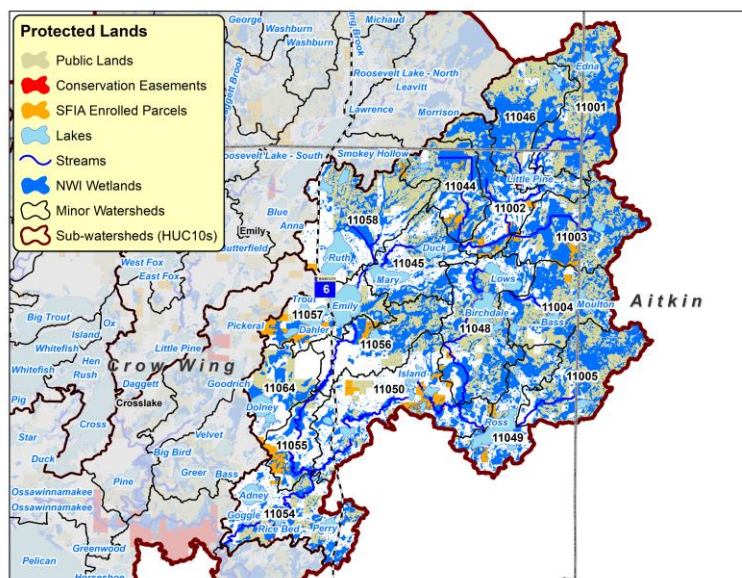 Protected Lands
Public Lands
Conservation Easements
SFIA Enrolled Parcels
Lakes
Streams
NWI Wetlands
Minor Watersheds
Sub-watersheds (HUC10s)
George
Washburn
Washburn
Michaud
Roosevelt Lake - North
Leavitt
Lawrence
Morrison
Roosevelt Lake - South
Smokey Hollow
Edna
11001
11046
Little Pine
11044
11002
11003
11058
Blue
Anna
Emily
Butterfield
West Fox
East Fox
Ruth
Duck
11045
Mary
6
Trout
Emily
11057
Pickeral
Dahler
11056
Lows
Birchdale
11048
11004
Bass
Moulton
Aitkin
Big Trout
Ox
Island
Whitefish
Hen
Rush
Whitefish
Little Pine
Crow Wing
Daggett
Goodrich
Crosslake
Pig
Cross
11064
Dolney
Island
11050
11005
Ross
11049
Star
Velvet
Duck
Big Bird
Greer
Bass
Pine
11055
Adney
11054
Goggle
Rice Bed
Perry
Ossawinnamakee
Ossawinnamakee
Greenwood
Pelican
Horseshoe